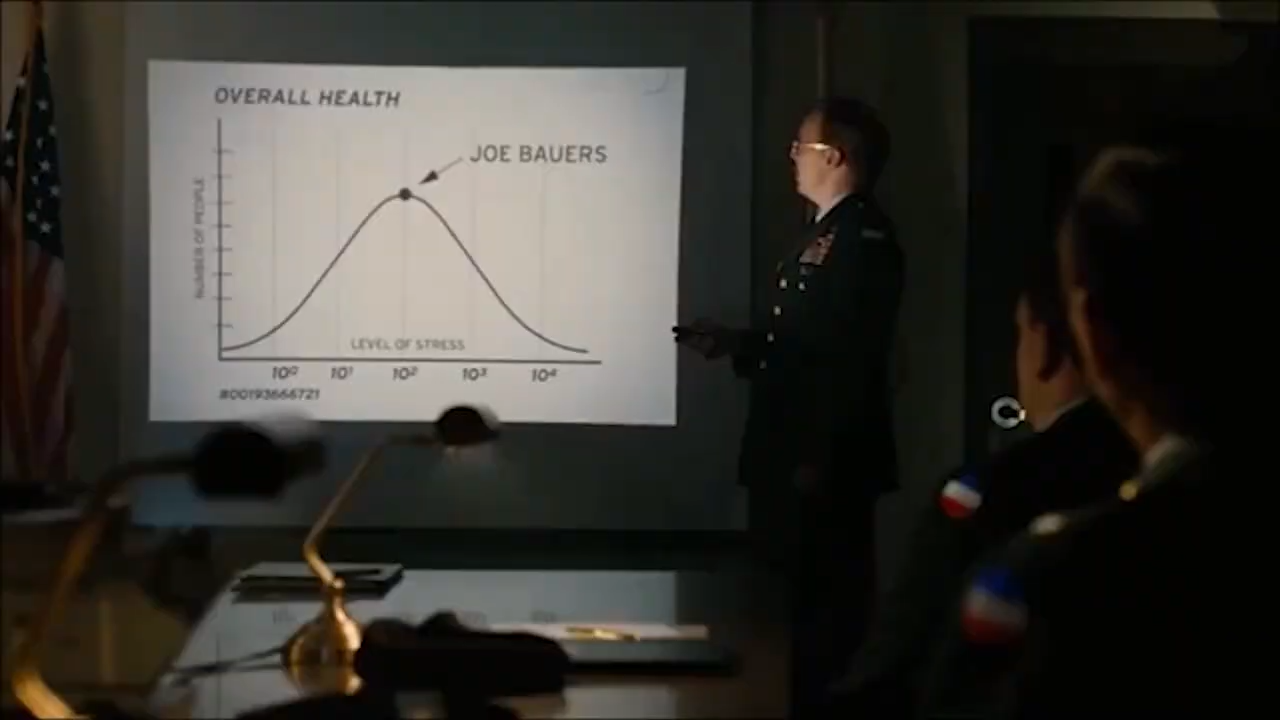 OVERALL HEALTH
JOE BAUERS
NUMBER OF PEOPLE
LEVEL OF STRESS
10⁰ 10¹ 10² 10³ 10⁴
#00193666721